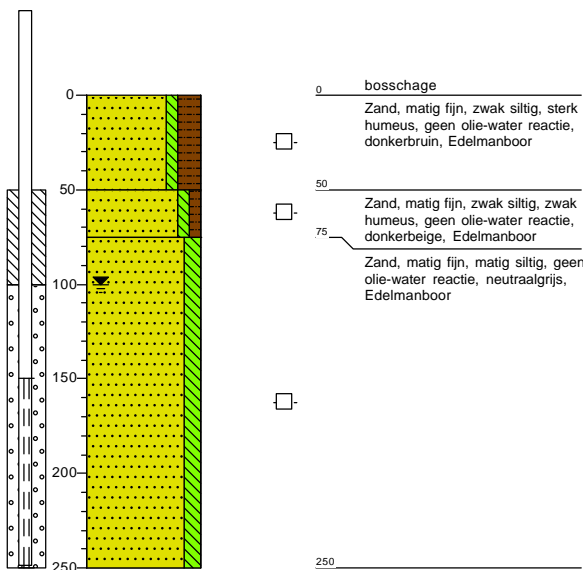 0
50
100
150
200
250
0 bosschage
Zand, matig fijn, zwak siltig, sterk
humeus, geen olie-water reactie,
donkerbruin, Edelmanboor
50
Zand, matig fijn, zwak siltig, zwak
humeus, geen olie-water reactie,
donkerbeige, Edelmanboor
75
Zand, matig fijn, matig siltig, geen
olie-water reactie, neutraalgrijs,
Edelmanboor
250